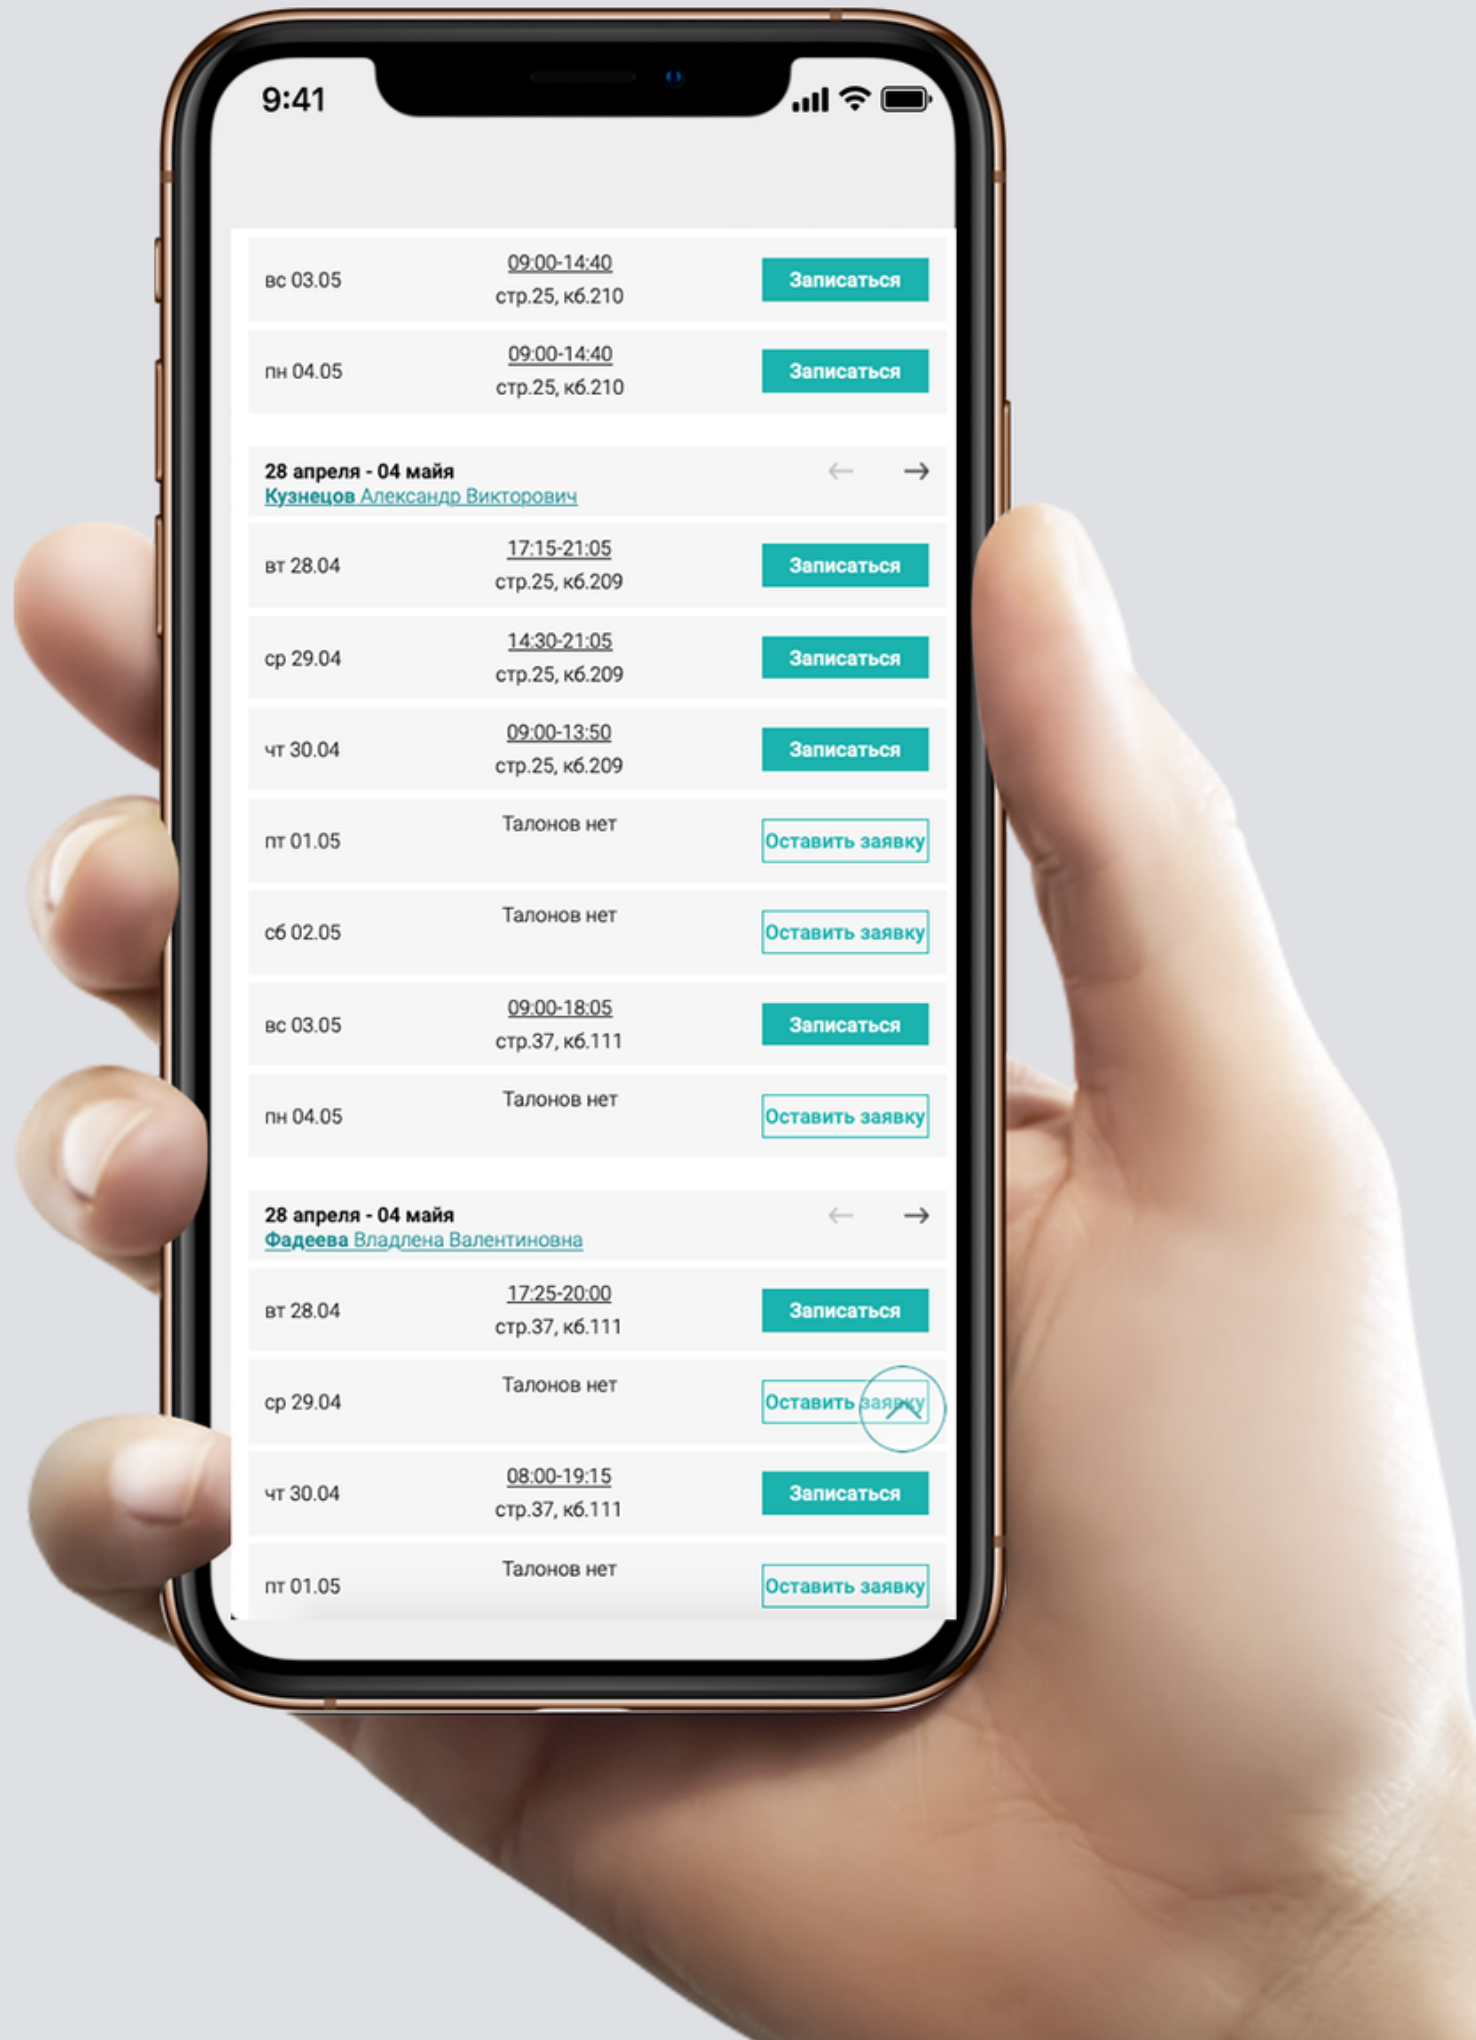 9:41
вс 03.05
09:00-14:40
стр.25, кб.210
Записаться
пн 04.05
09:00-14:40
стр.25, кб.210
Записаться
28 апреля - 04 майя
Кузнецов Александр Викторович
вт 28.04
17:15-21:05
стр.25, кб.209
Записаться
ср 29.04
14:30-21:05
стр.25, кб.209
Записаться
чт 30.04
09:00-13:50
стр.25, кб.209
Записаться
пт 01.05
Талонов нет
Оставить заявку
сб 02.05
Талонов нет
Оставить заявку
вс 03.05
09:00-18:05
стр.37, кб.111
Записаться
пн 04.05
Талонов нет
Оставить заявку
28 апреля - 04 майя
Фадеева Владлена Валентиновна
вт 28.04
17:25-20:00
стр.37, кб.111
Записаться
ср 29.04
Талонов нет
Оставить заявку
чт 30.04
08:00-19:15
стр.37, кб.111
Записаться
пт 01.05
Талонов нет
Оставить заявку